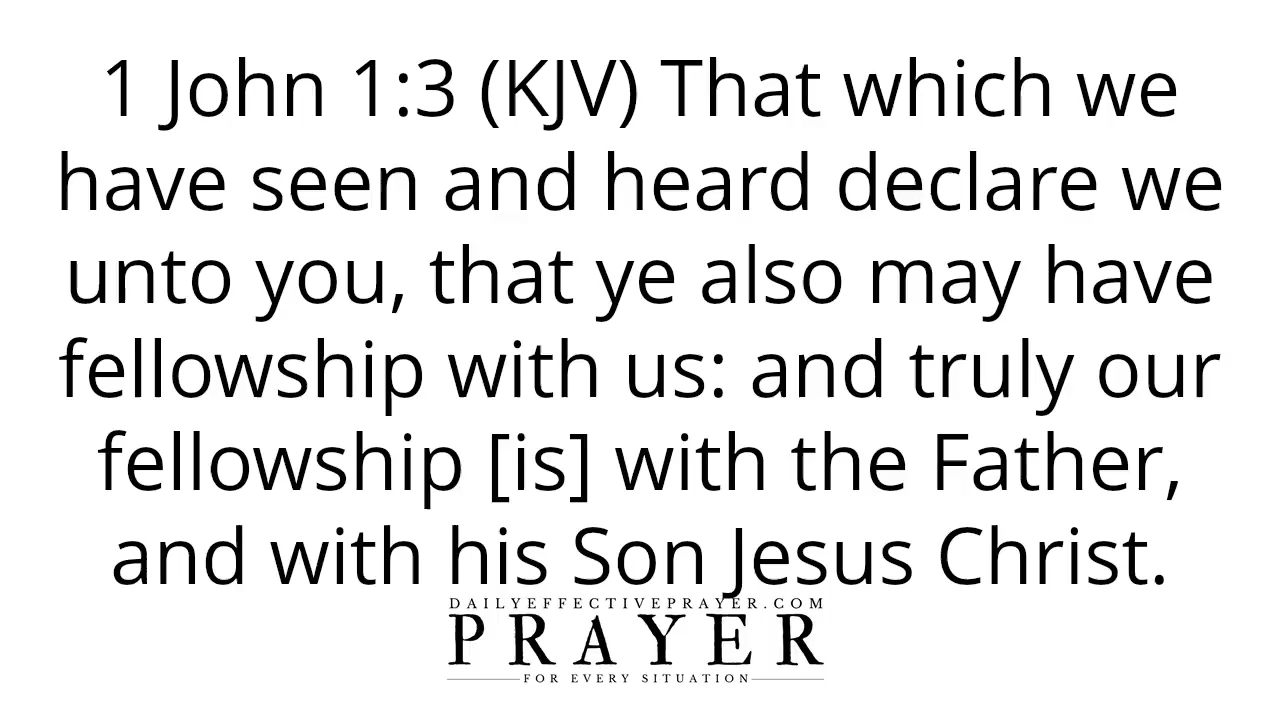 1 John 1:3 (KJV) That which we
have seen and heard declare we
unto you, that ye also may have
fellowship with us: and truly our
fellowship [is] with the Father,
and with his Son Jesus Christ.
DAILYEFFECTIVEPRAYER.COM
PRAYER
FOR EVERY SITUATION